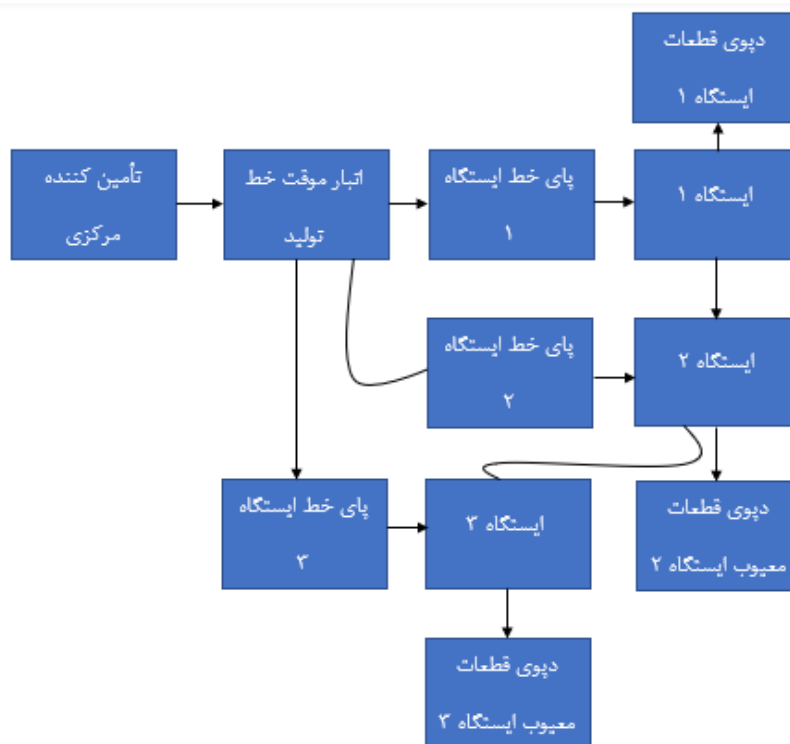 دپوی قطعات
ایستگاه ۱
تأمین کننده
مرکزی
انبار موقت خط
تولید
پای خط ایستگاه
۱
ایستگاه ۱
پای خط ایستگاه
۲
ایستگاه ۲
پای خط ایستگاه
۳
ایستگاه ۳
دپوی قطعات
معیوب ایستگاه ۲
دپوی قطعات
معیوب ایستگاه ۳